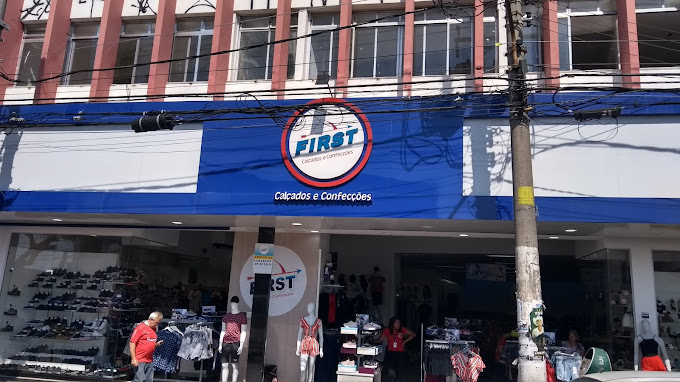 FIRST
Calçados e Confecções
Calçados e Confecções
FIRST